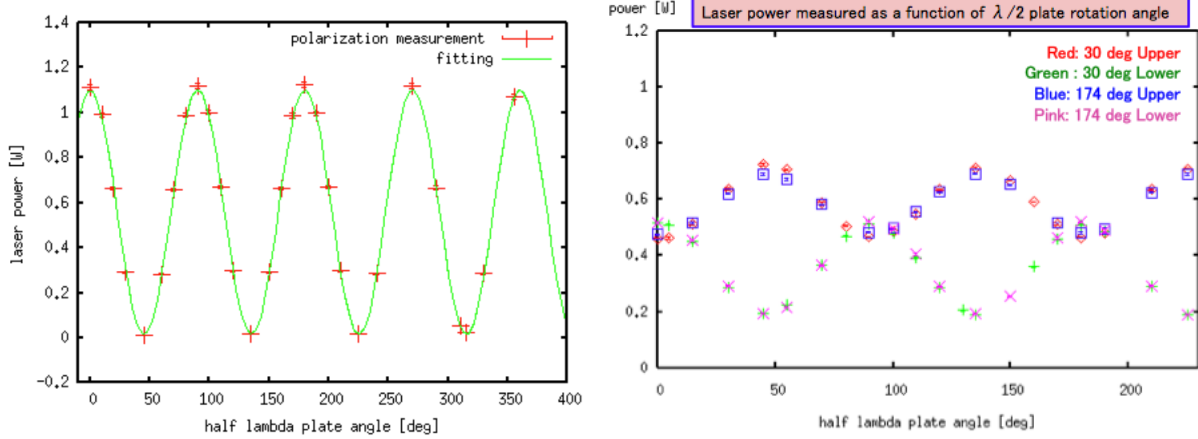 polarization measurement
fitting
1.4
1.2
1
0.8
0.6
0.4
0.2
0
-0.2
laser power [W]
0 50 100 150 200 250 300 350 400
half lambda plate angle [deg]
power [W]
Laser power measured as a function of λ/2 plate rotation angle
Red: 30 deg Upper
Green : 30 deg Lower
Blue: 174 deg Upper
Pink: 174 deg Lower
1.2
1
0.8
0.6
0.4
0.2
0
0 50 100 150 200
half lambda plate angle [deg]